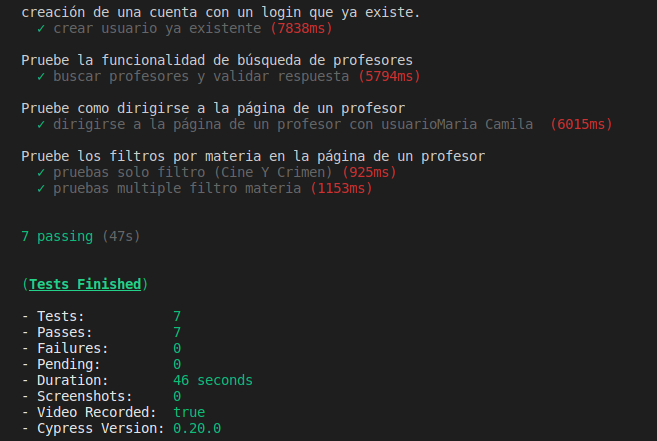 creación de una cuenta con un login que ya existe.
✓ crear usuario ya existente (7838ms)
Pruebe la funcionalidad de búsqueda de profesores
✓ buscar profesores y validar respuesta (5794ms)
Pruebe como dirigirse a la página de un profesor
✓ dirigirse a la página de un profesor con usuarioMaria Camila (6015ms)
Pruebe los filtros por materia en la página de un profesor
✓ pruebas solo filtro (Cine Y Crimen) (925ms)
✓ pruebas multiple filtro materia (1153ms)
7 passing (47s)
(Tests Finished)
- Tests: 7
- Passes: 7
- Failures: 0
- Pending: 0
- Duration: 46 seconds
- Screenshots: 0
- Video Recorded: true
- Cypress Version: 0.20.0